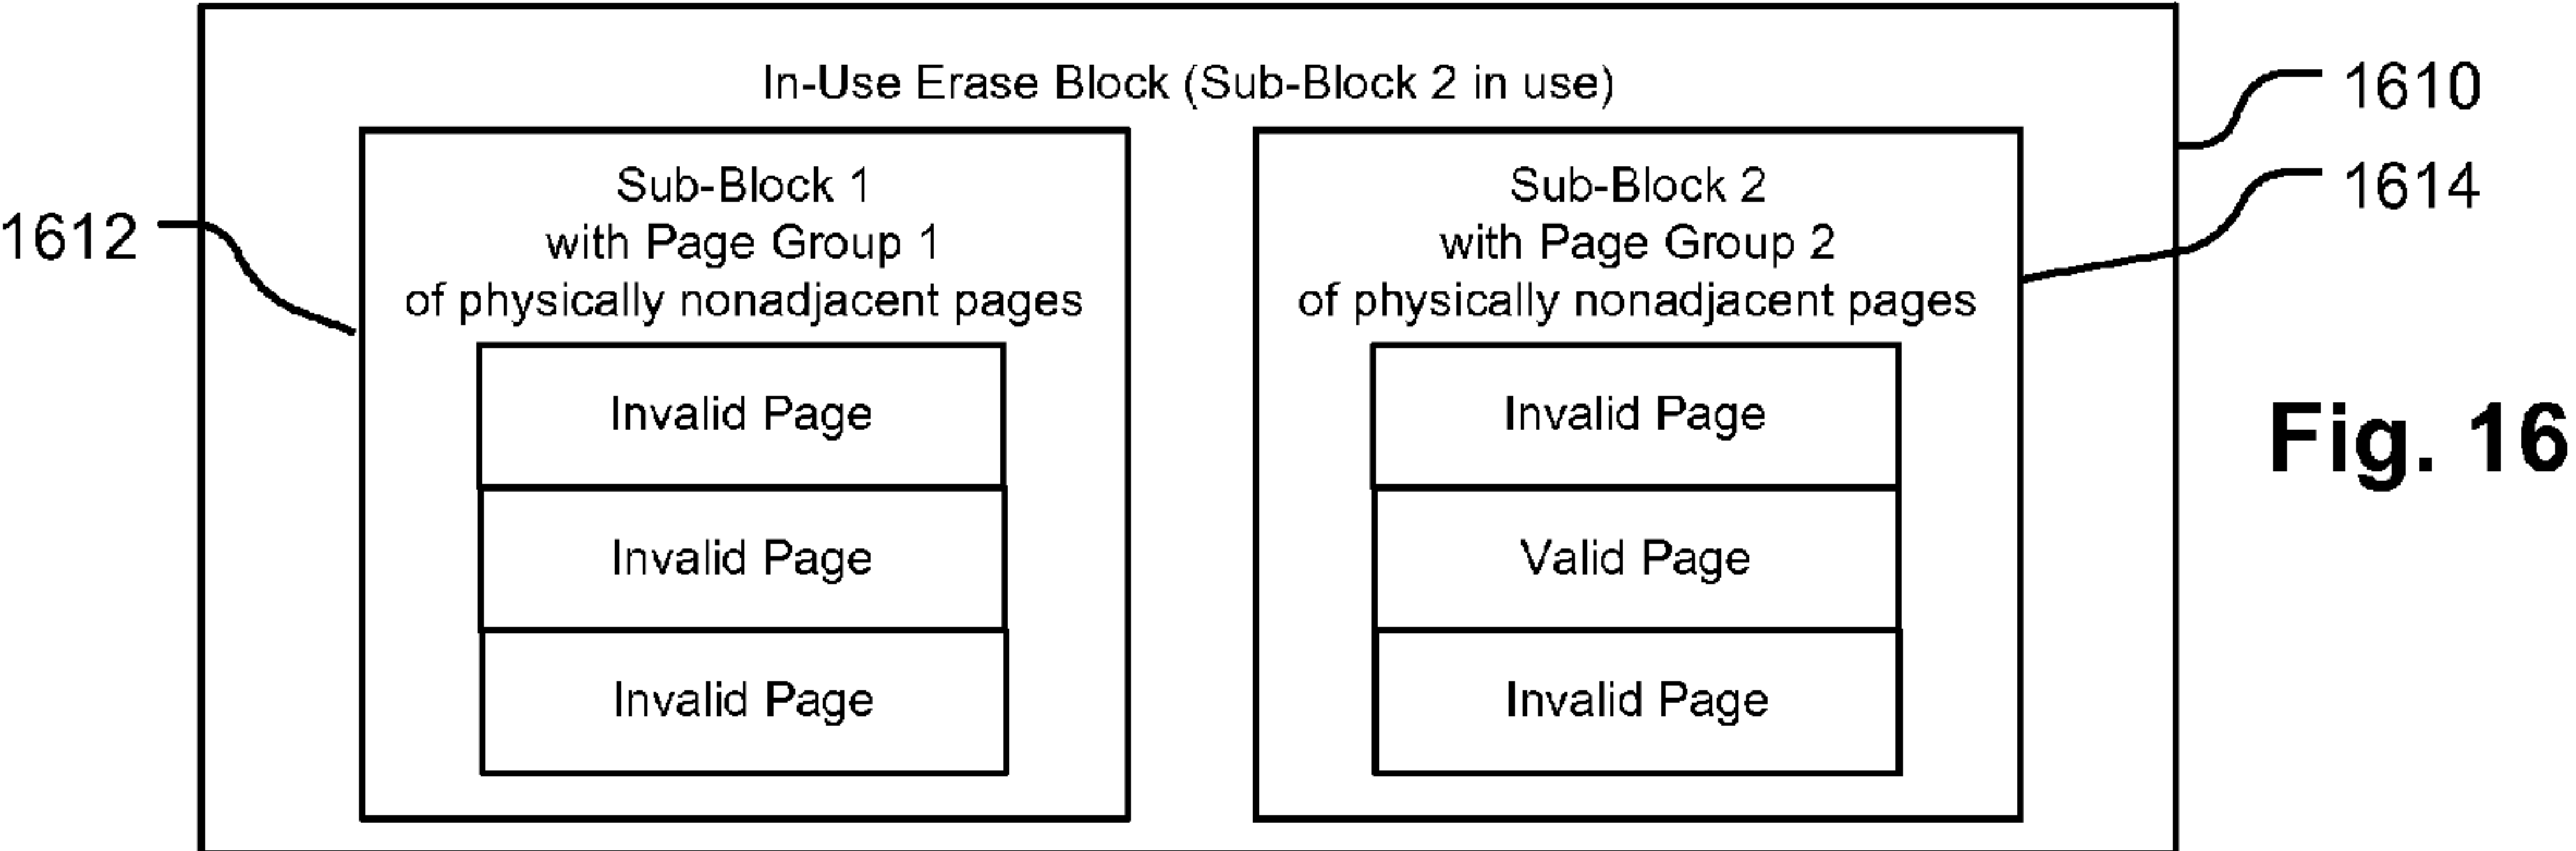 In-Use Erase Block (Sub-Block 2 in use)
1610
1614
1612
Sub-Block 1
with Page Group 1
of physically nonadjacent pages
Invalid Page
Invalid Page
Invalid Page
Sub-Block 2
with Page Group 2
of physically nonadjacent pages
Invalid Page
Valid Page
Invalid Page
Fig. 16